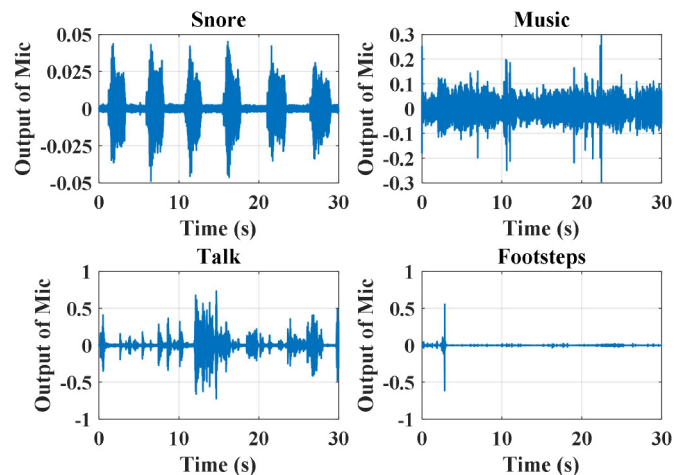 Snore
Output of Mic
0.05
0.025
0
-0.025
-0.05
0 10 20 30
Time (s)
Music
Output of Mic
0.3
0.2
0.1
0
-0.1
-0.2
-0.3
0 10 20 30
Time (s)
Talk
Output of Mic
1
0.5
0
-0.5
-1
0 10 20 30
Time (s)
Footsteps
Output of Mic
1
0.5
0
-0.5
-1
0 10 20 30
Time (s)